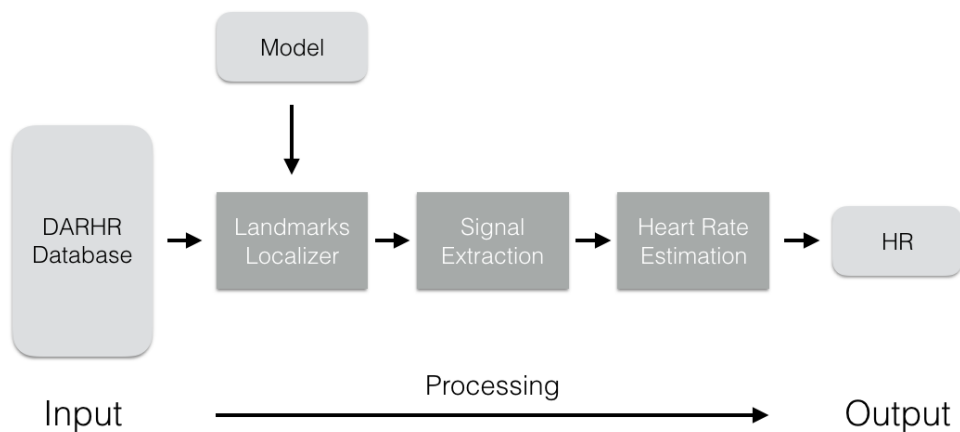 Model
DARHR
Database
Landmarks
Localizer
Signal
Extraction
Heart Rate
Estimation
HR
Processing
Input
Output